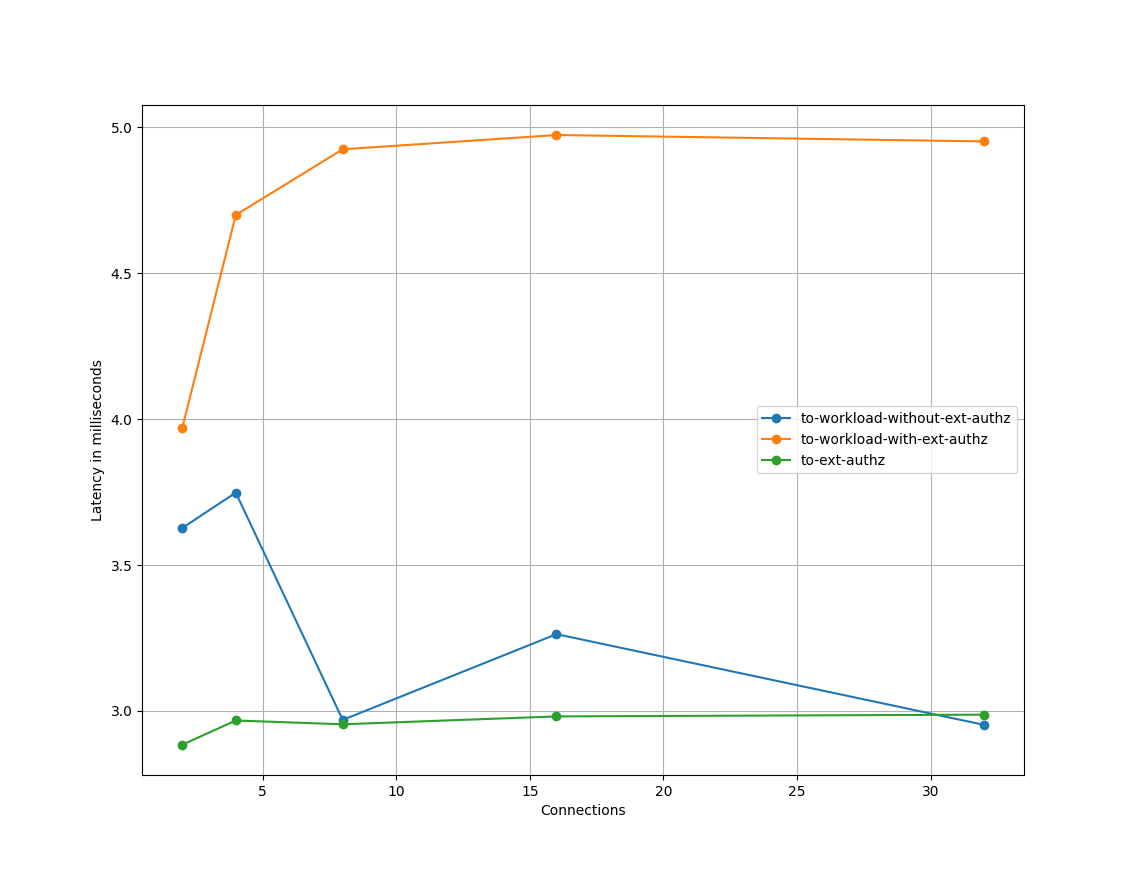 5.0
4.5
4.0
3.5
3.0
Latency in milliseconds
to-workload-without-ext-authz
to-workload-with-ext-authz
to-ext-authz
5 10 15 20 25 30
Connections